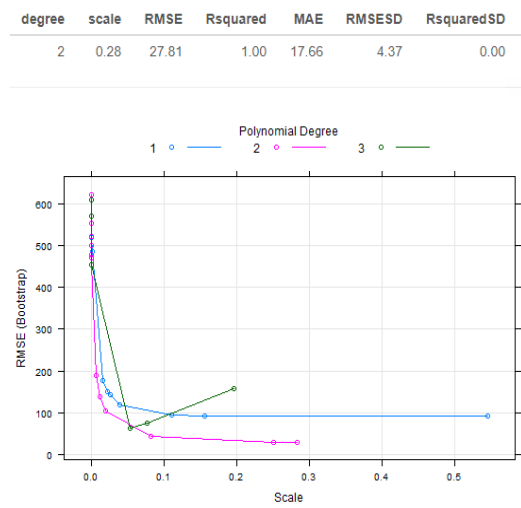 degree scale RMSE Rsquared MAE RMSESD RsquaredSD
2 0.28 27.81 1.00 17.66 4.37 0.00
Polynomial Degree
1 2 3
RMSE (Bootstrap)
600
500
400
300
200
100
0
0.0 0.1 0.2 0.3 0.4 0.5
Scale